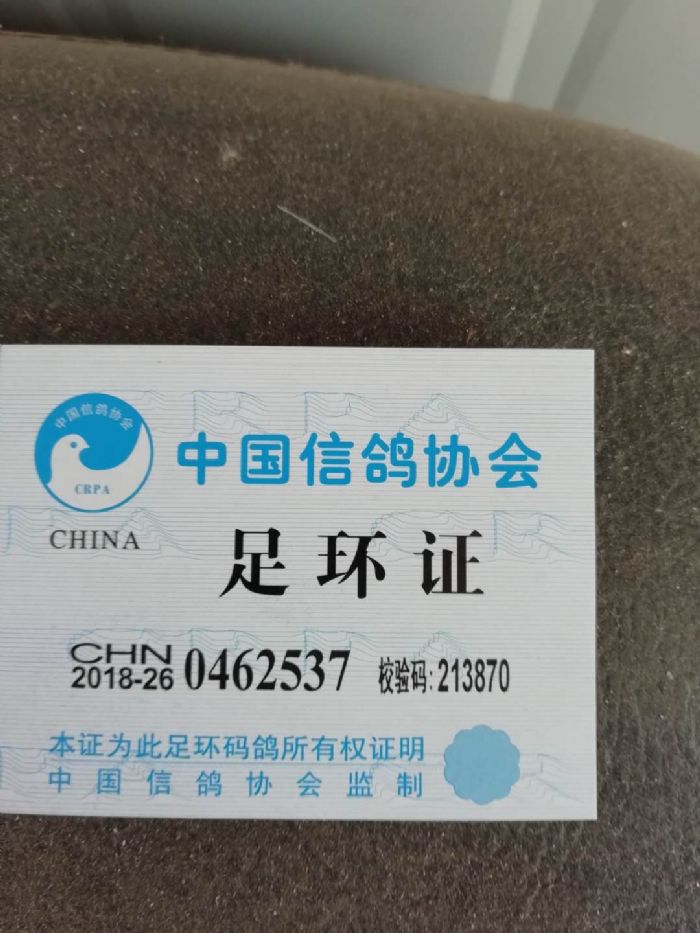 中国信鸽协会
CRPA
CHINA
中国信鸽协会
足环证
CHN
2018-26 0462537 校验码:213870
本证为此足环码鸽所有权证明
中国信鸽协会监制